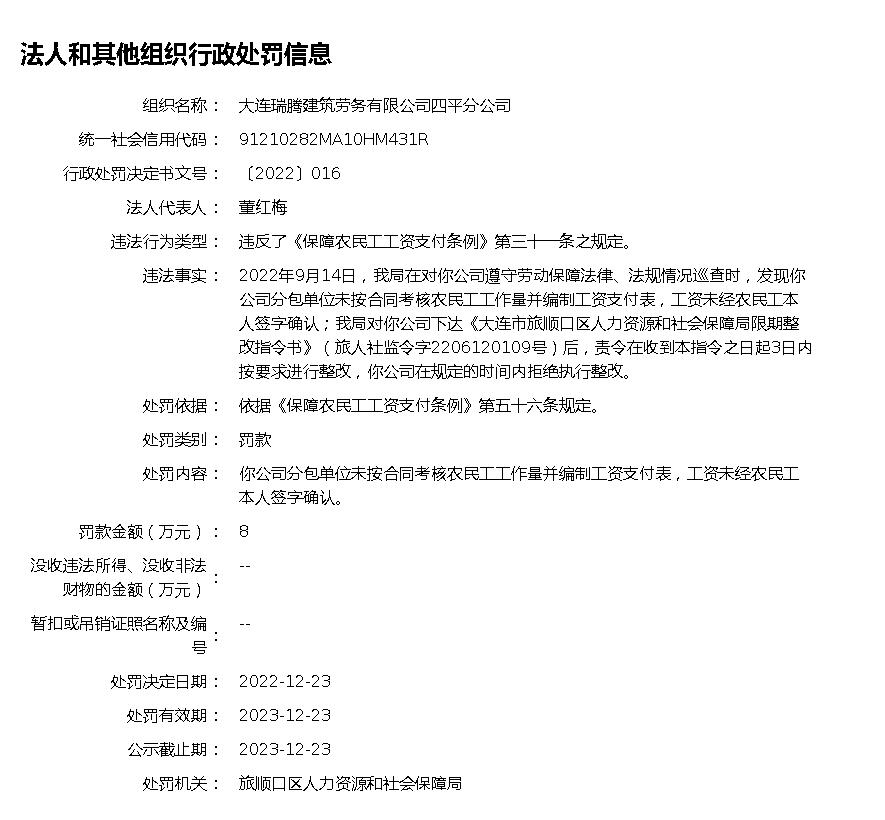 法人和其他组织行政处罚信息
组织名称： 大连瑞腾建筑劳务有限公司四平分公司
统一社会信用代码： 91210282MA10HM431R
行政处罚决定书文号： 〔2022〕016
法人代表人： 董红梅
违法行为类型： 违反了《保障农民工工资支付条例》第三十一条之规定。
违法事实： 2022年9月14日，我局在对你公司遵守劳动保障法律、法规情况巡查时，发现你
公司分包单位未按合同考核农民工工作量并编制工资支付表，工资未经农民工本
人签字确认；我局对你公司下达《大连市旅顺口区人力资源和社会保障局限期整
改指令书》（旅人社监令字2206120109号）后，责令在收到本指令之日起3日内
按要求进行整改，你公司在规定的时间内拒绝执行整改。
处罚依据： 依据《保障农民工工资支付条例》第五十六条规定。
处罚类别： 罚款
处罚内容： 你公司分包单位未按合同考核农民工工作量并编制工资支付表，工资未经农民工
本人签字确认。
罚款金额（万元）： 8
没收违法所得、没收非法
财物的金额（万元）： --
暂扣或吊销证照名称及编
号： --
处罚决定日期： 2022-12-23
处罚有效期： 2023-12-23
公示截止期： 2023-12-23
处罚机关： 旅顺口区人力资源和社会保障局